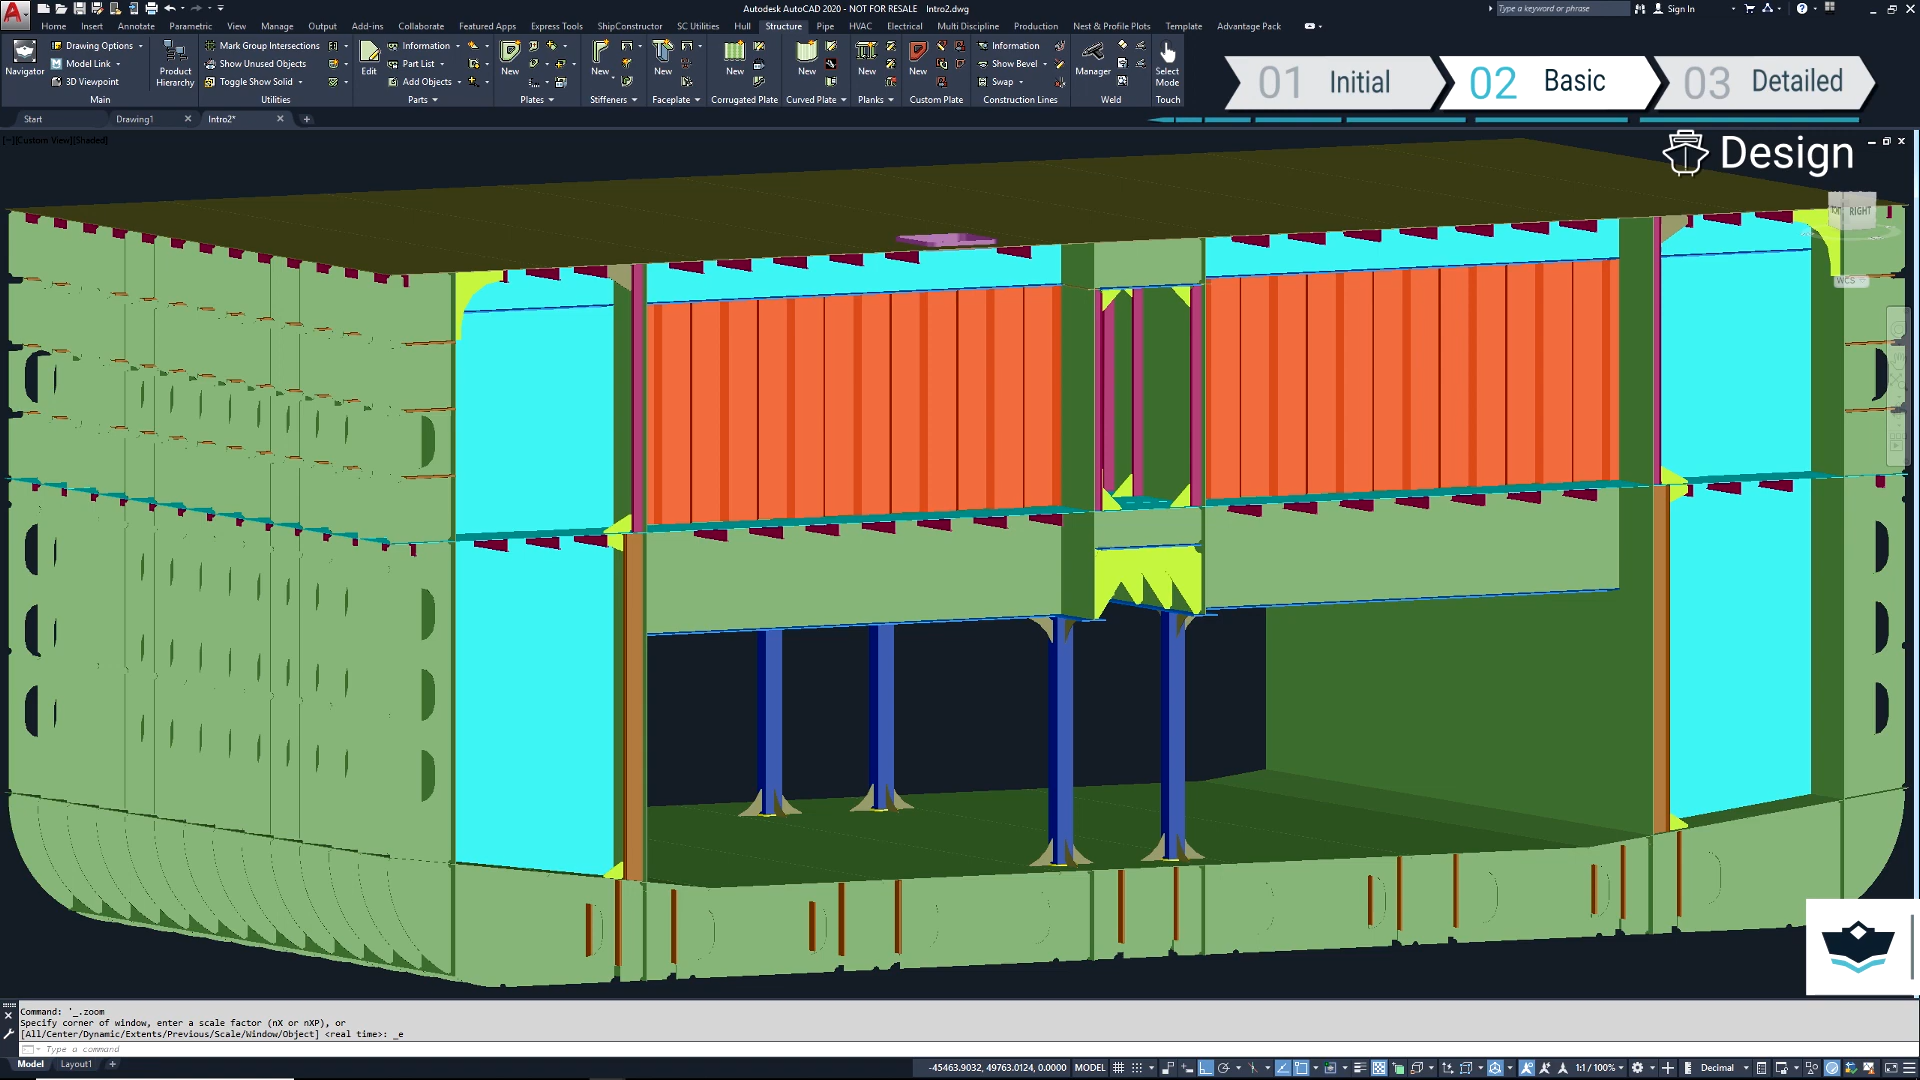 Autodesk AutoCAD 2020 - NOT FOR RESALE    Intro2.dwg
Type a keyword or phrase
Sign In
Home Insert Annotate Parametric View Manage Output Add-ins Collaborate Featured Apps Express Tools ShipConstructor SC Utilities Hull Structure Pipe HVAC Electrical Multi Discipline Production Nest & Profile Plots Template Advantage Pack
Navigator
Drawing Options
Model Link
3D Viewpoint
Main
Product
Hierarchy
Mark Group Intersections
Show Unused Objects
Toggle Show Solid
Utilities
Edit
Information
Part List
Add Objects
Parts
New
Plates
New
Stiffeners
New
Faceplate
New
Corrugated Plate
New
Curved Plate
New
Planks
New
Custom Plate
Information
Show Bevel
Swap
Construction Lines
Manager
Weld
Select
Mode
Touch
01 Initial
02 Basic
03 Detailed
Start
Drawing1
Intro2*
[−][Custom View][Shaded]
Design
RIGHT
WCS
Command: '_.zoom
Specify corner of window, enter a scale factor (nX or nXP), or
[All/Center/Dynamic/Extents/Previous/Scale/Window/Object] <real time>: _e
Type a command
Model
Layout1
-45463.9032, 49763.0124, 0.0000
MODEL
1:1 / 100%
Decimal